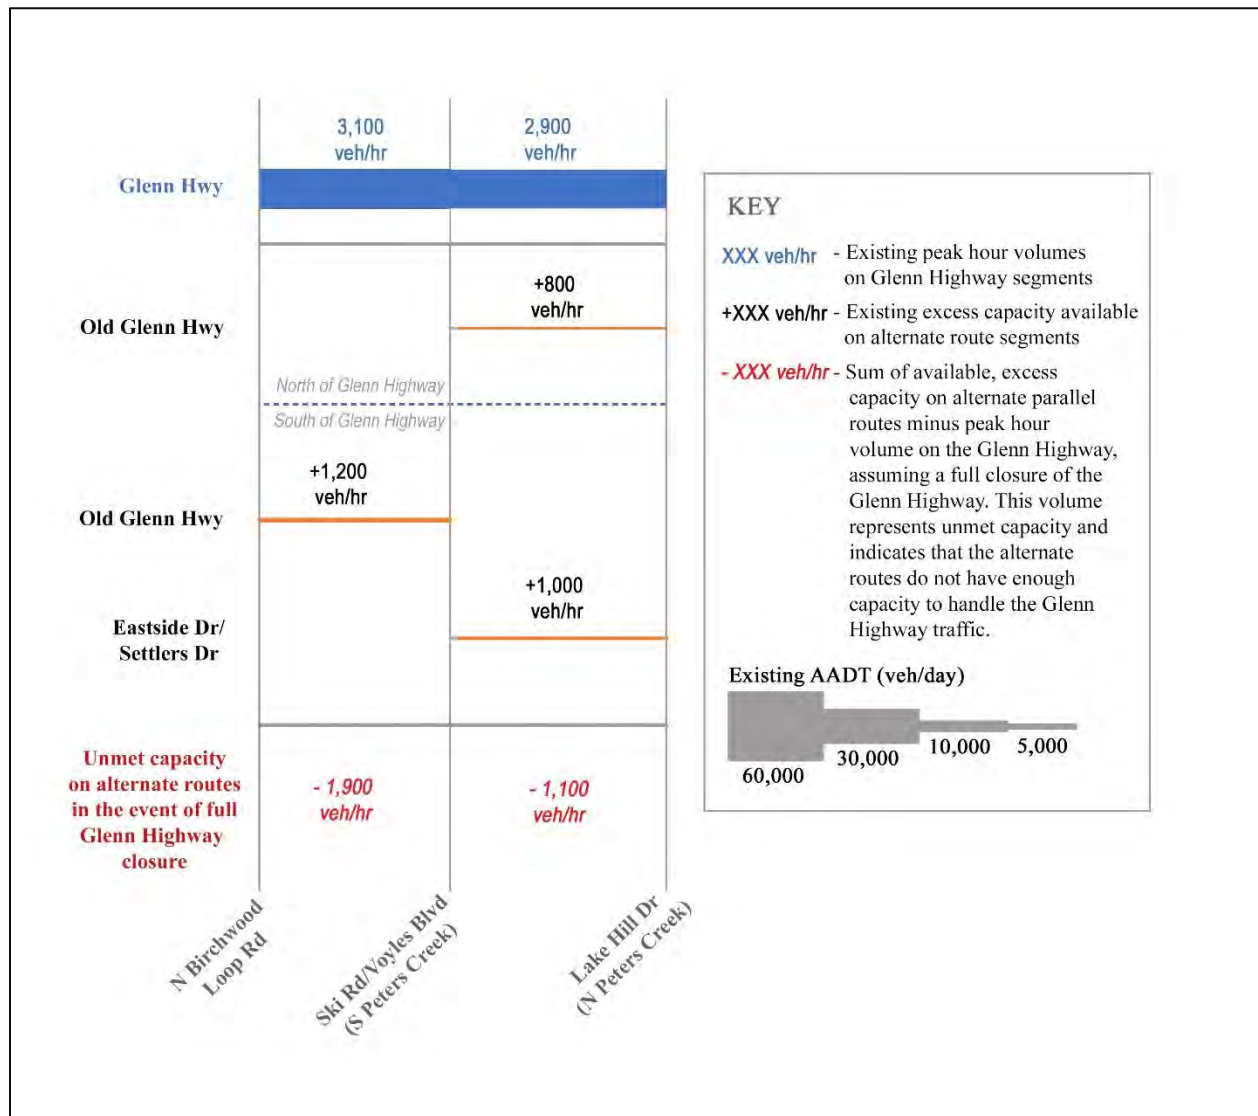 3,100
veh/hr
2,900
veh/hr
Glenn Hwy
+800
veh/hr
Old Glenn Hwy
North of Glenn Highway
South of Glenn Highway
+1,200
veh/hr
Old Glenn Hwy
+1,000
veh/hr
Eastside Dr/
Settlers Dr
Unmet capacity
on alternate routes
in the event of full
Glenn Highway
closure
- 1,900
veh/hr
- 1,100
veh/hr
N Birchwood
Loop Rd
Ski Rd/Voyles Blvd
(S Peters Creek)
Lake Hill Dr
(N Peters Creek)
KEY
XXX veh/hr - Existing peak hour volumes
on Glenn Highway segments
+XXX veh/hr - Existing excess capacity available
on alternate route segments
- XXX veh/hr - Sum of available, excess
capacity on alternate parallel
routes minus peak hour
volume on the Glenn Highway,
assuming a full closure of the
Glenn Highway. This volume
represents unmet capacity and
indicates that the alternate
routes do not have enough
capacity to handle the Glenn
Highway traffic.
Existing AADT (veh/day)
60,000
30,000
10,000
5,000